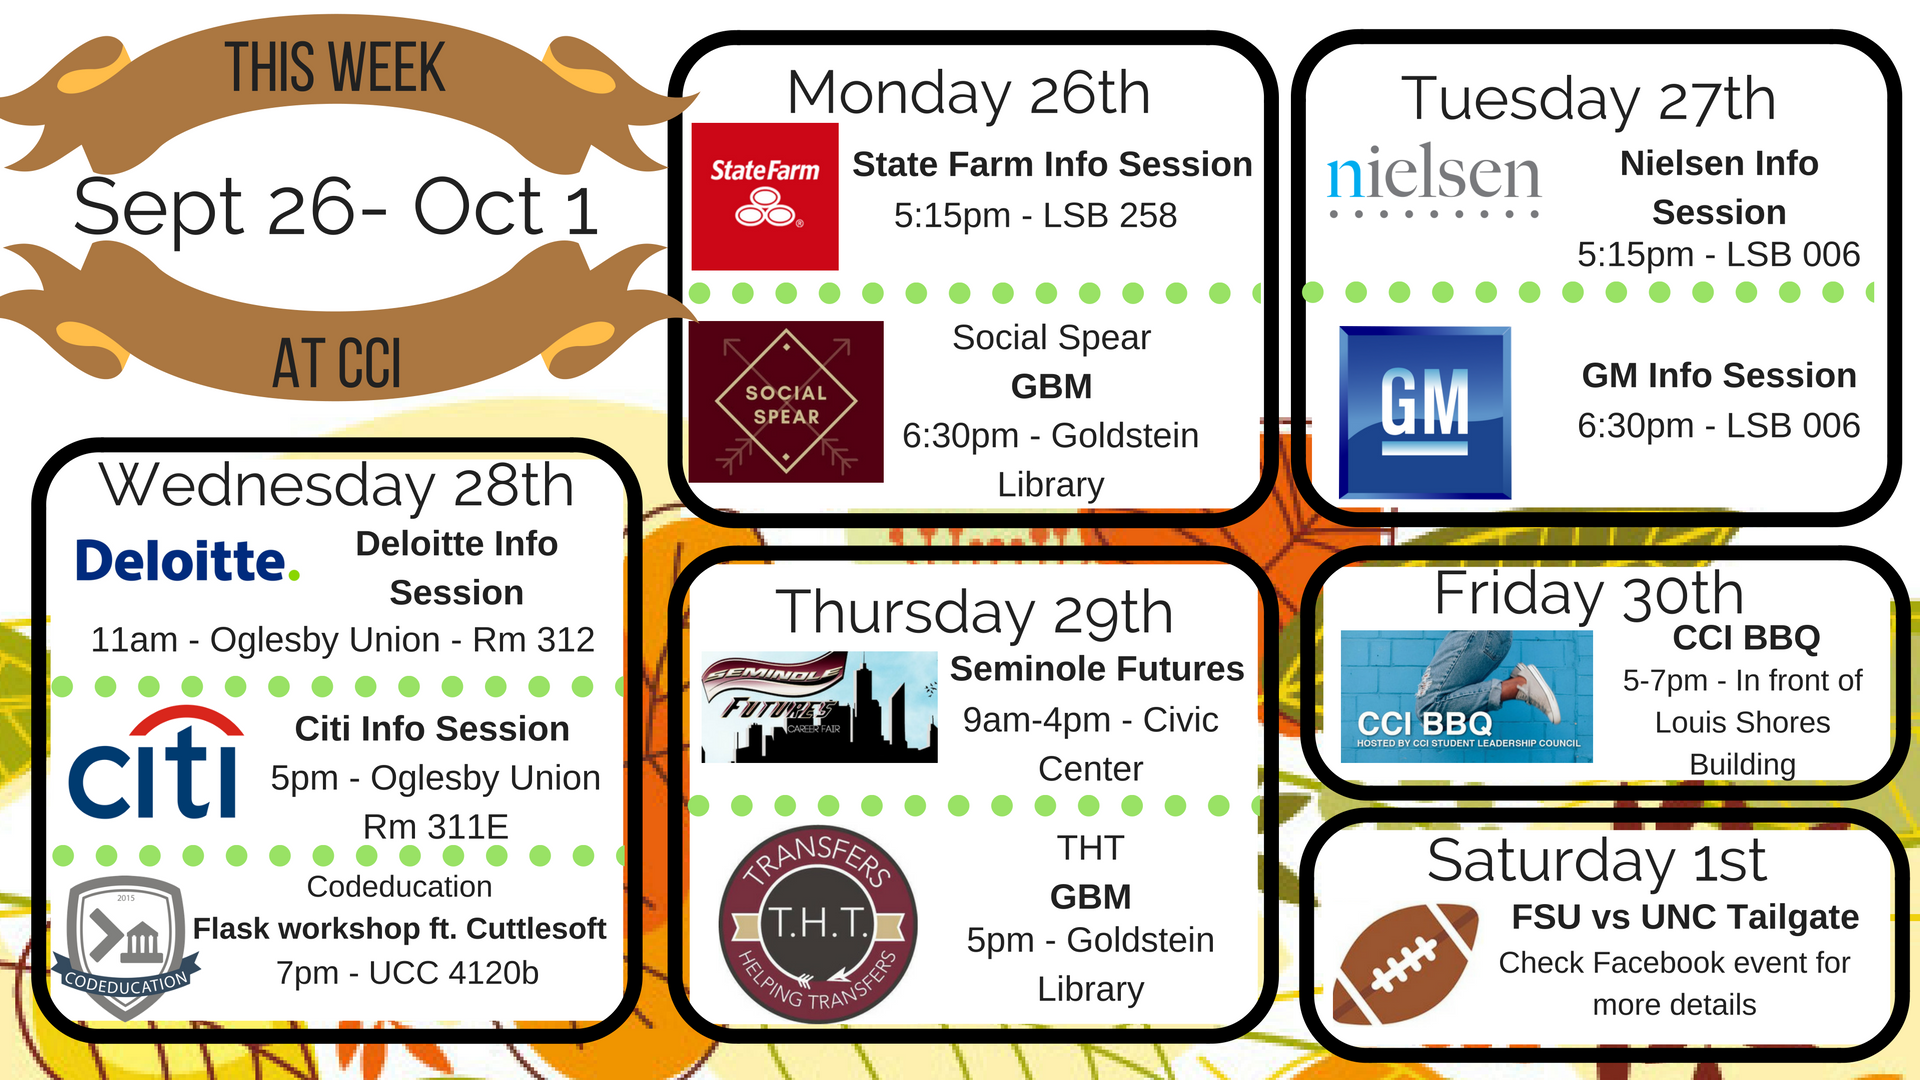 THIS WEEK
Sept 26- Oct 1
AT CCI
Monday 26th
StateFarm
®
State Farm Info Session
5:15pm - LSB 258
SOCIAL
SPEAR
Social Spear
GBM
6:30pm - Goldstein
Library
Tuesday 27th
nielsen
Nielsen Info
Session
5:15pm - LSB 006
GM
GM Info Session
6:30pm - LSB 006
Wednesday 28th
Deloitte.
Deloitte Info
Session
11am - Oglesby Union - Rm 312
citi
Citi Info Session
5pm - Oglesby Union
Rm 311E
2015
CODEDUCATION
Codeducation
Flask workshop ft. Cuttlesoft
7pm - UCC 4120b
Thursday 29th
SEMINOLE
FUTURES
CAREER FAIR
Seminole Futures
9am-4pm - Civic
Center
TRANSFERS
T.H.T.
HELPING TRANSFERS
THT
GBM
5pm - Goldstein
Library
Friday 30th
CCI BBQ
HOSTED BY CCI STUDENT LEADERSHIP COUNCIL
CCI BBQ
5-7pm - In front of
Louis Shores
Building
Saturday 1st
FSU vs UNC Tailgate
Check Facebook event for
more details